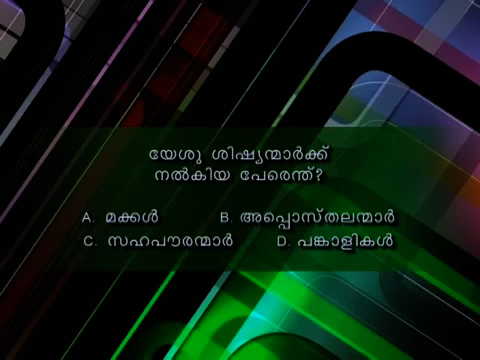 യേശു ശിഷ്യന്മാർക്ക്
നൽകിയ പേരെന്ത്?
A. മക്കൾ B. അപ്പൊസ്തലന്മാർ
C. സഹപൗരന്മാർ D. പങ്കാളികൾ